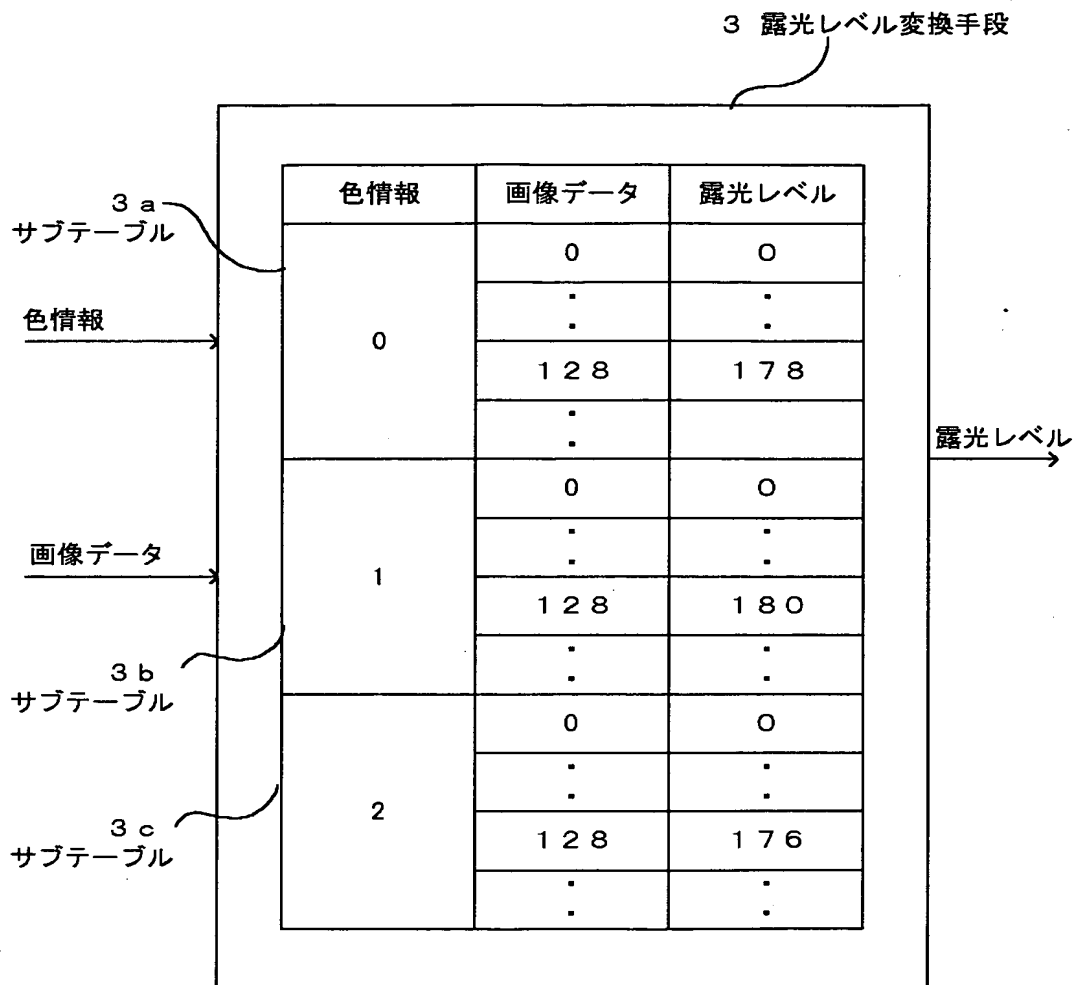 ３ 露光レベル変換手段
色情報 画像データ 露光レベル
３ａ
サブテーブル
０ ０
： ：
色情報
０
１２８ １７８
：
露光レベル
０ ０
： ：
画像データ
１
１２８ １８０
： ：
３ｂ
サブテーブル
０ ０
： ：
２
３ｃ
サブテーブル
１２８ １７６
： ：